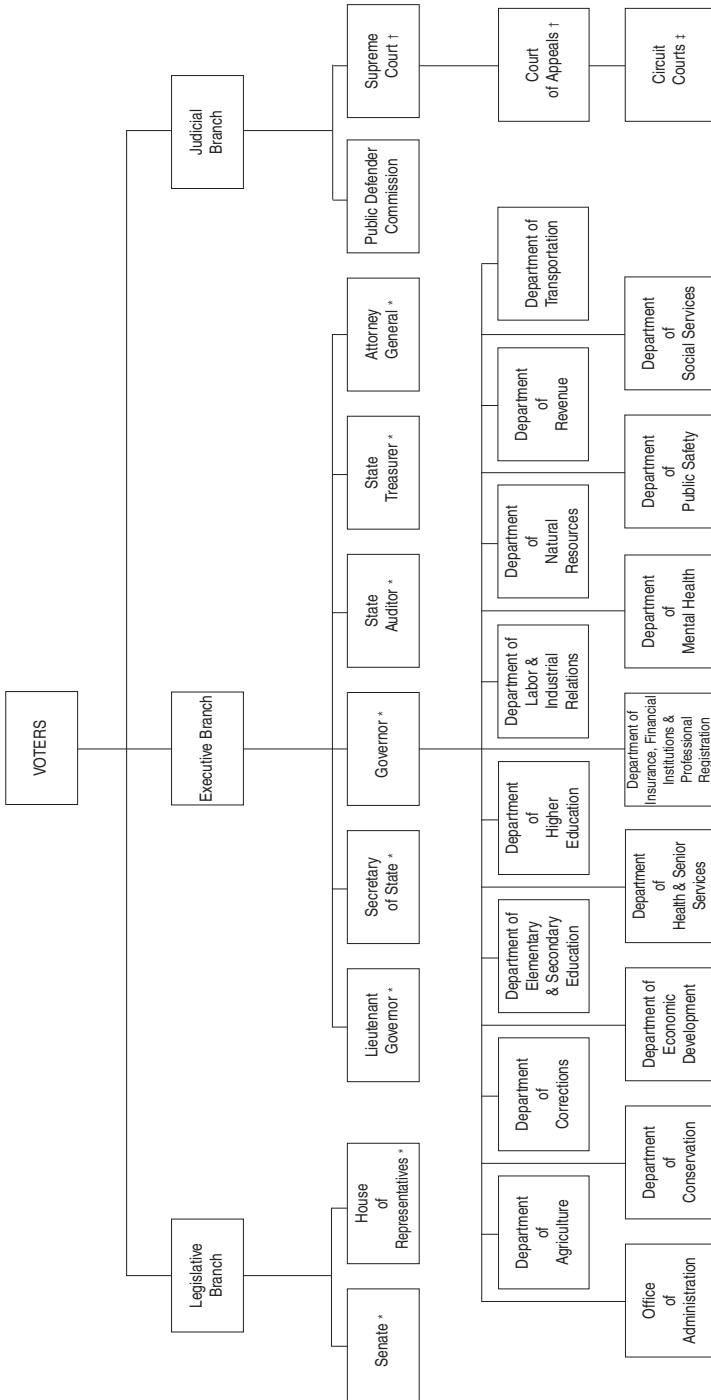 VOTERS
Legislative
Branch
Executive Branch
Judicial
Branch
Senate *
House
of
Representatives *
Lieutenant
Governor *
Secretary
of State *
Governor *
State
Auditor *
State
Treasurer *
Attorney
General *
Public Defender
Commission
Supreme
Court †
Department
of
Agriculture
Department
of
Corrections
Department of
Elementary
& Secondary
Education
Department
of
Higher
Education
Department of
Labor &
Industrial
Relations
Department
of
Natural
Resources
Department
of
Revenue
Department of
Transportation
Court
of Appeals †
Office
of
Administration
Department
of
Conservation
Department of
Economic
Development
Department
of
Health & Senior
Services
Department of
Insurance, Financial
Institutions &
Professional
Registration
Department
of
Mental Health
Department
of
Public Safety
Department
of
Social Services
Circuit
Courts ‡